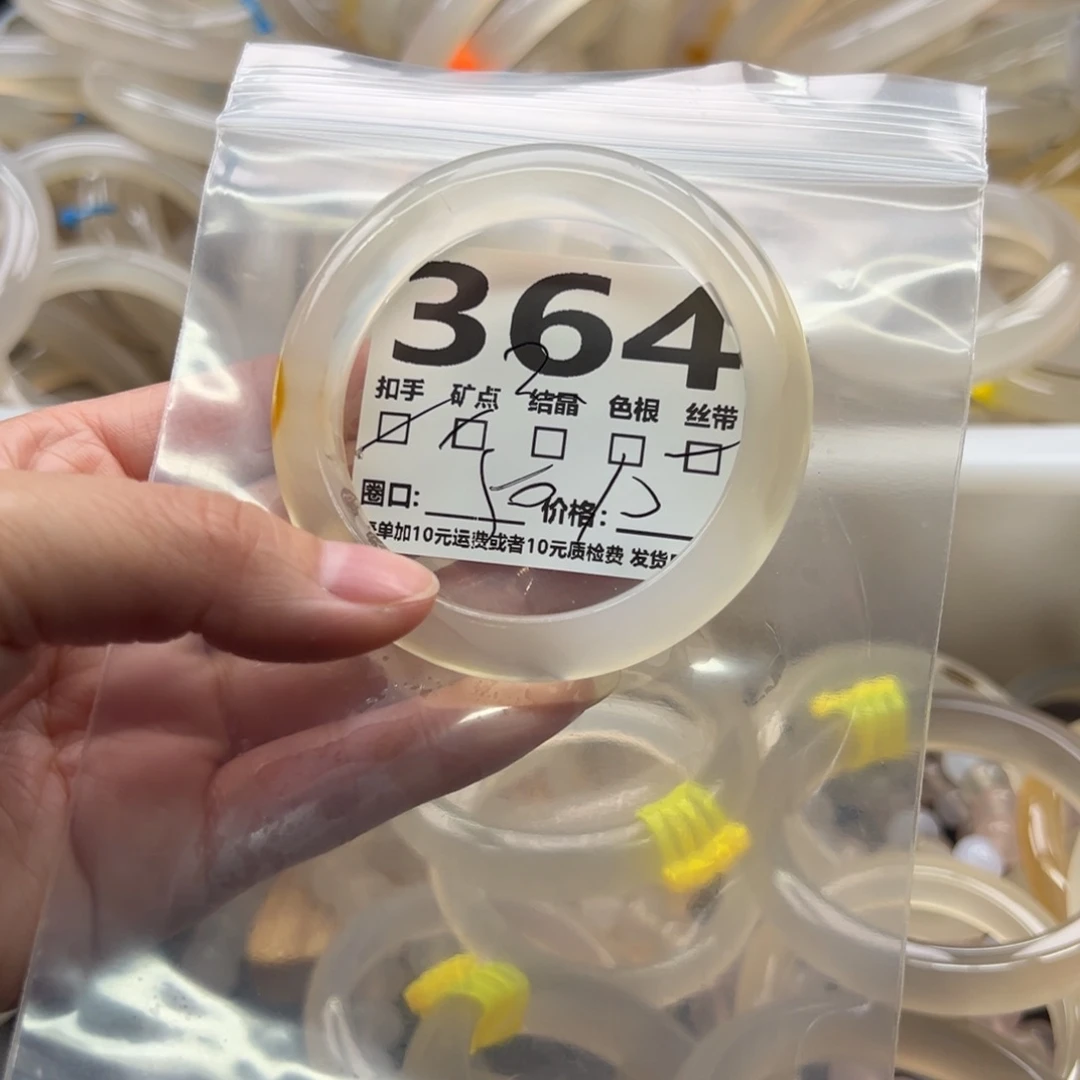 364
扣手 矿点 结晶 色根 丝带
圈口: 价格:
单加10元运费或者10元质检费 发货